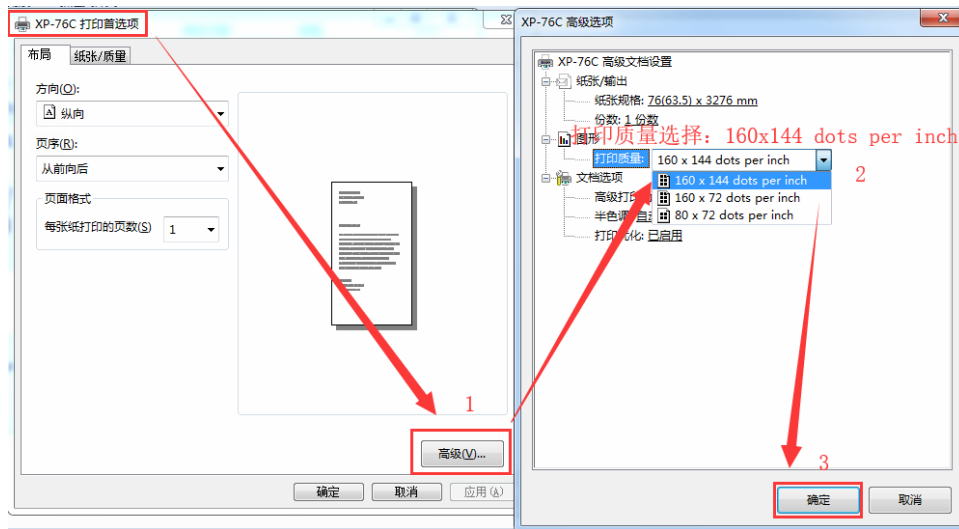 XP-76C 打印首选项
布局
纸张/质量
方向(O):
纵向
页序(R):
从前向后
页面格式
每张纸打印的页数(S)
1
1
高级(V)...
确定
取消
应用(A)
XP-76C 高级选项
XP-76C 高级文档设置
纸张/输出
纸张规格: 76(63.5) x 3276 mm
份数: 1 份数
打印质量选择: 160x144 dots per inch
图形
打印质量: 160 x 144 dots per inch
160 x 144 dots per inch
2
文档选项
160 x 72 dots per inch
高级打印
80 x 72 dots per inch
半色调: 自
打印优化: 已启用
3
确定
取消